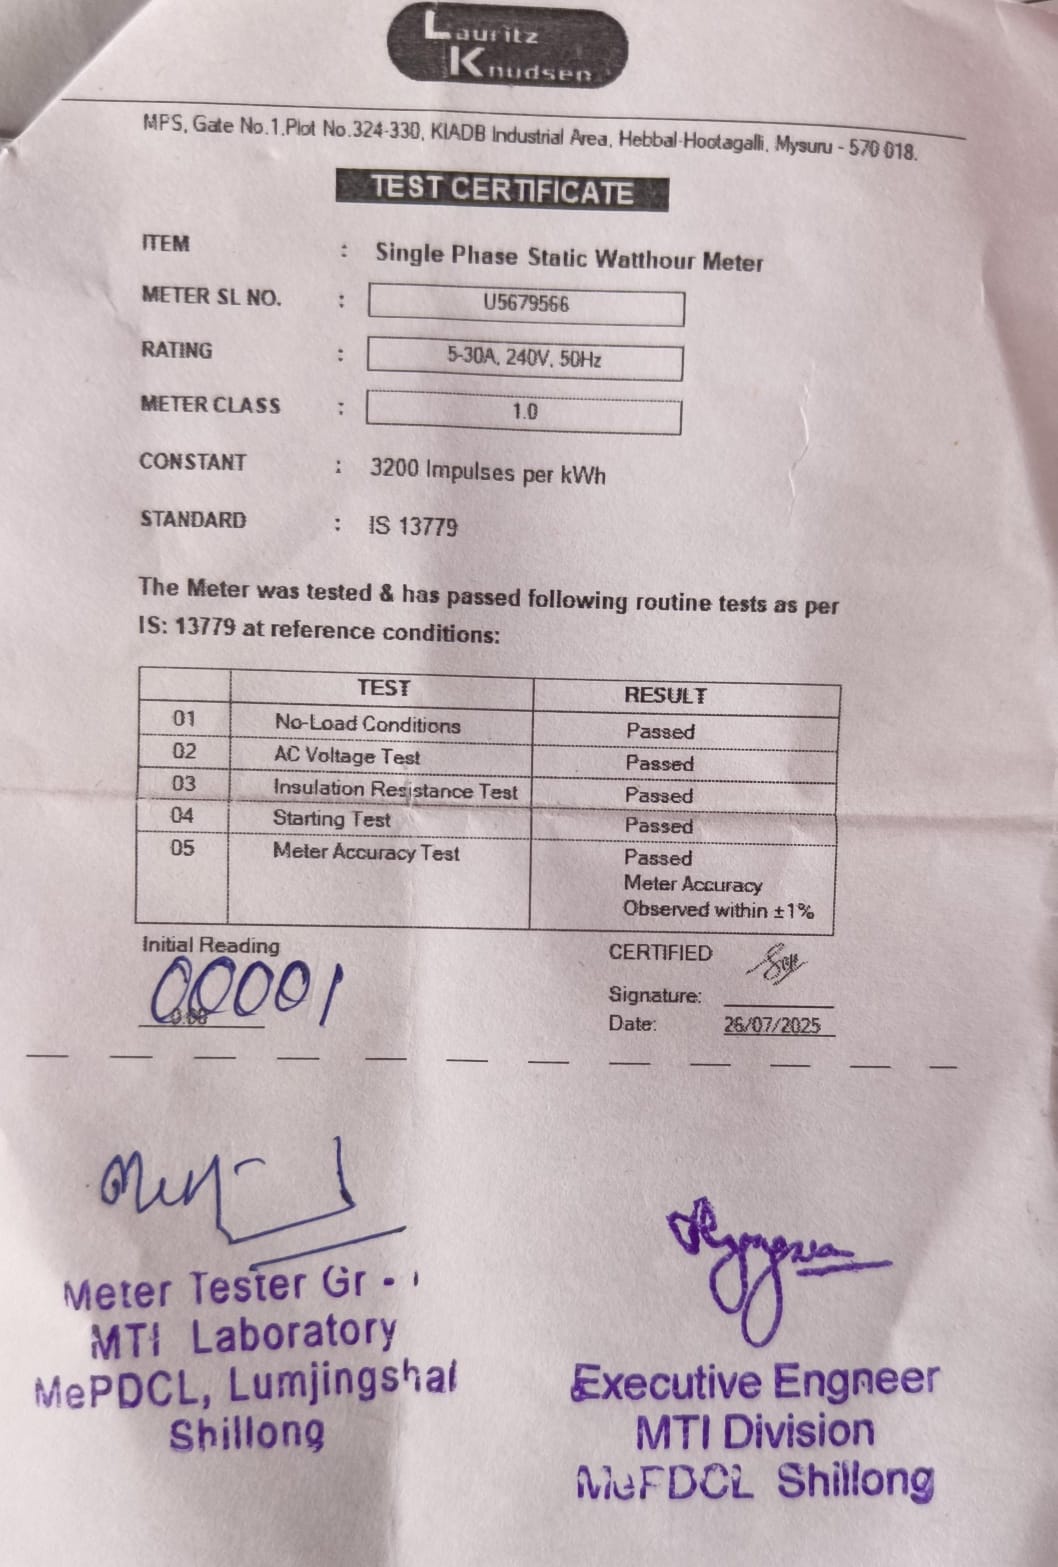 Lauritz
Knudsen
MPS, Gate No.1,Plot No.324-330, KIADB Industrial Area, Hebbal-Hootagalli, Mysuru - 570 018.
TEST CERTIFICATE
ITEM : Single Phase Static Watthour Meter
METER SL NO. : U5679566
RATING : 5-30A, 240V, 50Hz
METER CLASS : 1.0
CONSTANT : 3200 Impulses per kWh
STANDARD : IS 13779
The Meter was tested & has passed following routine tests as per
IS: 13779 at reference conditions:
TEST RESULT
01 No-Load Conditions Passed
02 AC Voltage Test Passed
03 Insulation Resistance Test Passed
04 Starting Test Passed
05 Meter Accuracy Test Passed
Meter Accuracy
Observed within ±1%
Initial Reading CERTIFIED
00001
0.00
Signature:
Date: 26/07/2025
Meter Tester Gr - I
MTI Laboratory
MePDCL, Lumjingshai
Shillong
Executive Engneer
MTI Division
MePDCL Shillong